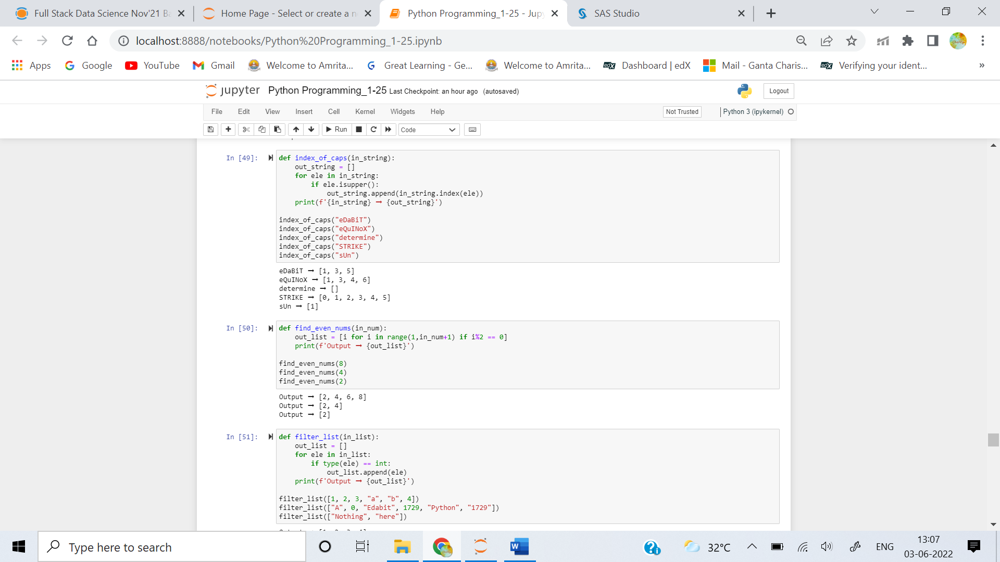 Full Stack Data Science Nov'21 Ba
Home Page - Select or create a n
Python Programming_1-25 - Jupy
SAS Studio
localhost:8888/notebooks/Python%20Programming_1-25.ipynb
Apps
Google
YouTube
Gmail
Welcome to Amrita...
Great Learning - Ge...
Welcome to Amrita...
Dashboard | edX
Mail - Ganta Charis...
Verifying your ident...
»
jupyter Python Programming_1-25 Last Checkpoint: an hour ago (autosaved)
Logout
File Edit View Insert Cell Kernel Widgets Help
Not Trusted
Python 3 (ipykernel)
Run
Code
In [49]:
def index_of_caps(in_string):
    out_string = []
    for ele in in_string:
        if ele.isupper():
            out_string.append(in_string.index(ele))
    print(f'{in_string} → {out_string}')
index_of_caps("eDaBiT")
index_of_caps("eQuINoX")
index_of_caps("determine")
index_of_caps("STRIKE")
index_of_caps("sUn")
eDaBiT → [1, 3, 5]
eQuINoX → [1, 3, 4, 6]
determine → []
STRIKE → [0, 1, 2, 3, 4, 5]
sUn → [1]
In [50]:
def find_even_nums(in_num):
    out_list = [i for i in range(1,in_num+1) if i%2 == 0]
    print(f'Output → {out_list}')
find_even_nums(8)
find_even_nums(4)
find_even_nums(2)
Output → [2, 4, 6, 8]
Output → [2, 4]
Output → [2]
In [51]:
def filter_list(in_list):
    out_list = []
    for ele in in_list:
        if type(ele) == int:
            out_list.append(ele)
    print(f'Output → {out_list}')
filter_list([1, 2, 3, "a", "b", 4])
filter_list(["A", 0, "Edabit", 1729, "Python", "1729"])
filter_list(["Nothing", "here"])
Type here to search
32°C
ENG
13:07
03-06-2022